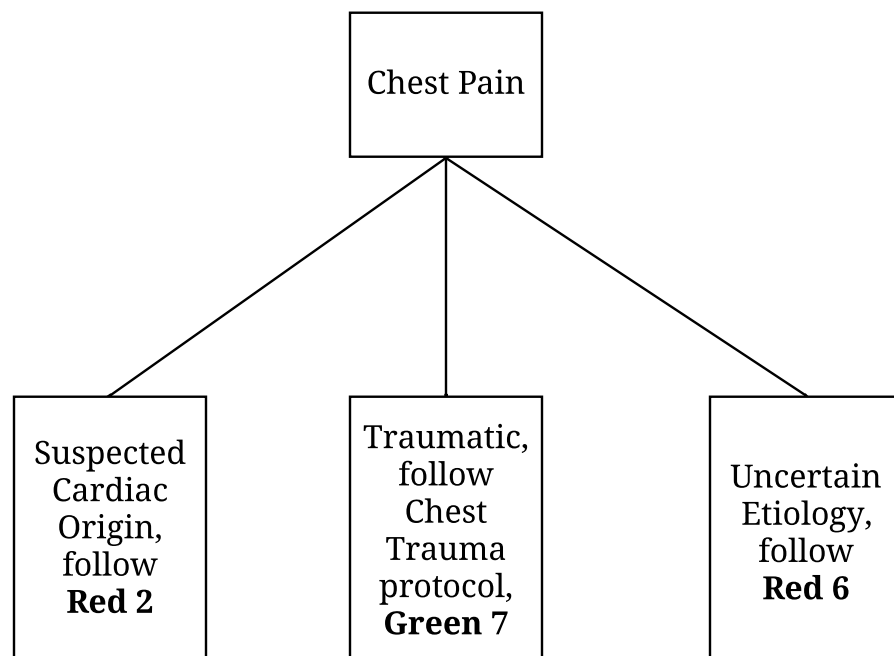 Chest Pain
Suspected
Cardiac
Origin,
follow
Red 2
Traumatic,
follow
Chest
Trauma
protocol,
Green 7
Uncertain
Etiology,
follow
Red 6